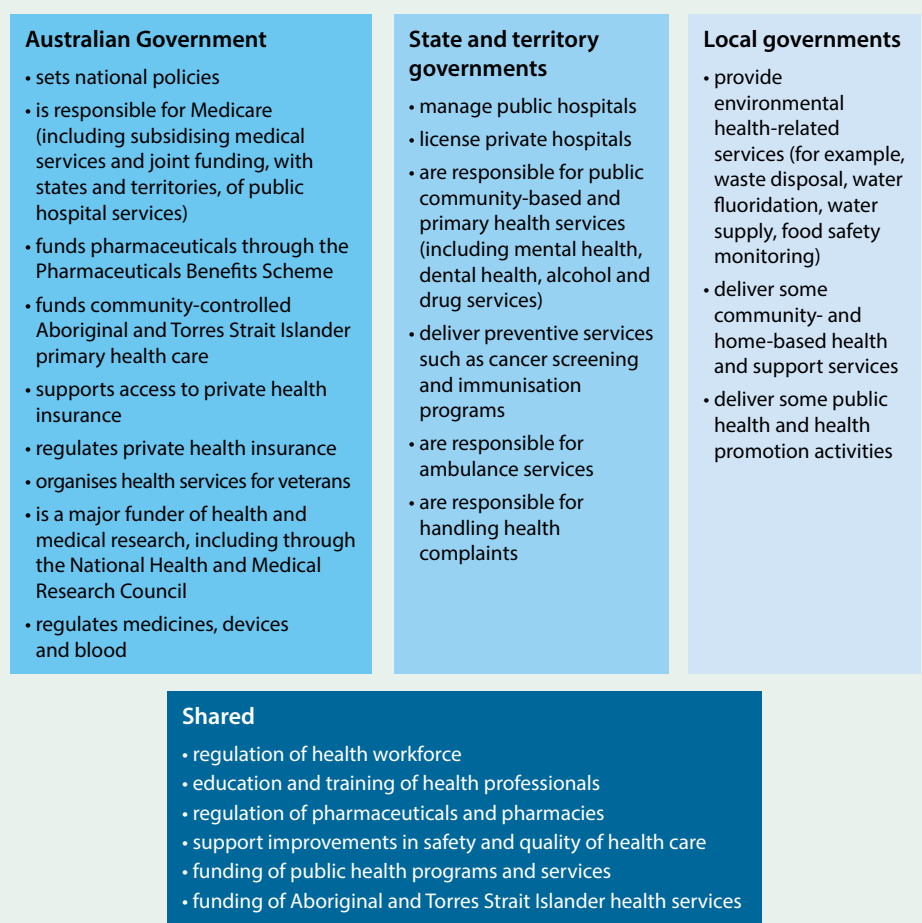 Australian Government
• sets national policies
• is responsible for Medicare
(including subsidising medical
services and joint funding, with
states and territories, of public
hospital services)
• funds pharmaceuticals through the
Pharmaceuticals Benefits Scheme
• funds community-controlled
Aboriginal and Torres Strait Islander
primary health care
• supports access to private health
insurance
• regulates private health insurance
• organises health services for veterans
• is a major funder of health and
medical research, including through
the National Health and Medical
Research Council
• regulates medicines, devices
and blood
State and territory
governments
• manage public hospitals
• license private hospitals
• are responsible for public
community-based and
primary health services
(including mental health,
dental health, alcohol and
drug services)
• deliver preventive services
such as cancer screening
and immunisation
programs
• are responsible for
ambulance services
• are responsible for
handling health
complaints
Local governments
• provide
environmental
health-related
services (for example,
waste disposal, water
fluoridation, water
supply, food safety
monitoring)
• deliver some
community- and
home-based health
and support services
• deliver some public
health and health
promotion activities
Shared
• regulation of health workforce
• education and training of health professionals
• regulation of pharmaceuticals and pharmacies
• support improvements in safety and quality of health care
• funding of public health programs and services
• funding of Aboriginal and Torres Strait Islander health services